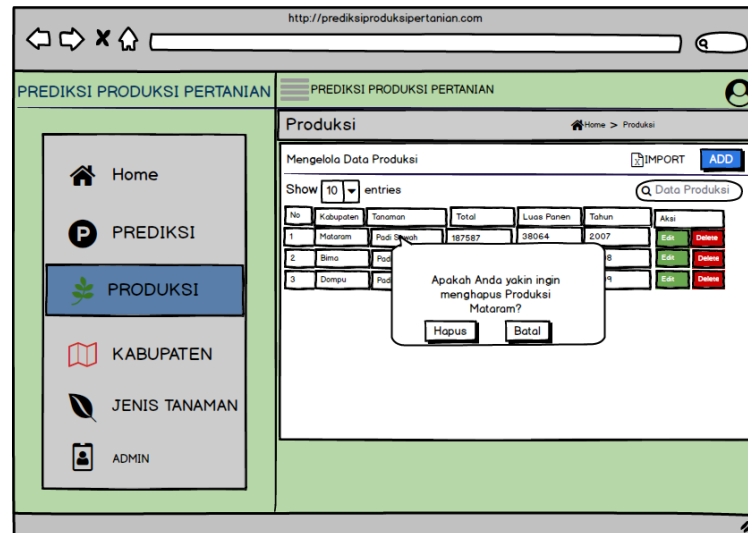 http://prediksiproduksipertanian.com
PREDIKSI PRODUKSI PERTANIAN
PREDIKSI PRODUKSI PERTANIAN
Home
PREDIKSI
PRODUKSI
KABUPATEN
JENIS TANAMAN
ADMIN
Produksi
Home > Produksi
Mengelola Data Produksi
IMPORT
ADD
Show 10 entries
Data Produksi
No Kabupaten Tanaman Total Luas Panen Tahun Aksi
1 Mataram Padi Sawah 187587 38064 2007 Edit Delete
2 Bima Edit Delete
3 Dompu Edit Delete
Apakah Anda yakin ingin
menghapus Produksi
Mataram?
Hapus Batal